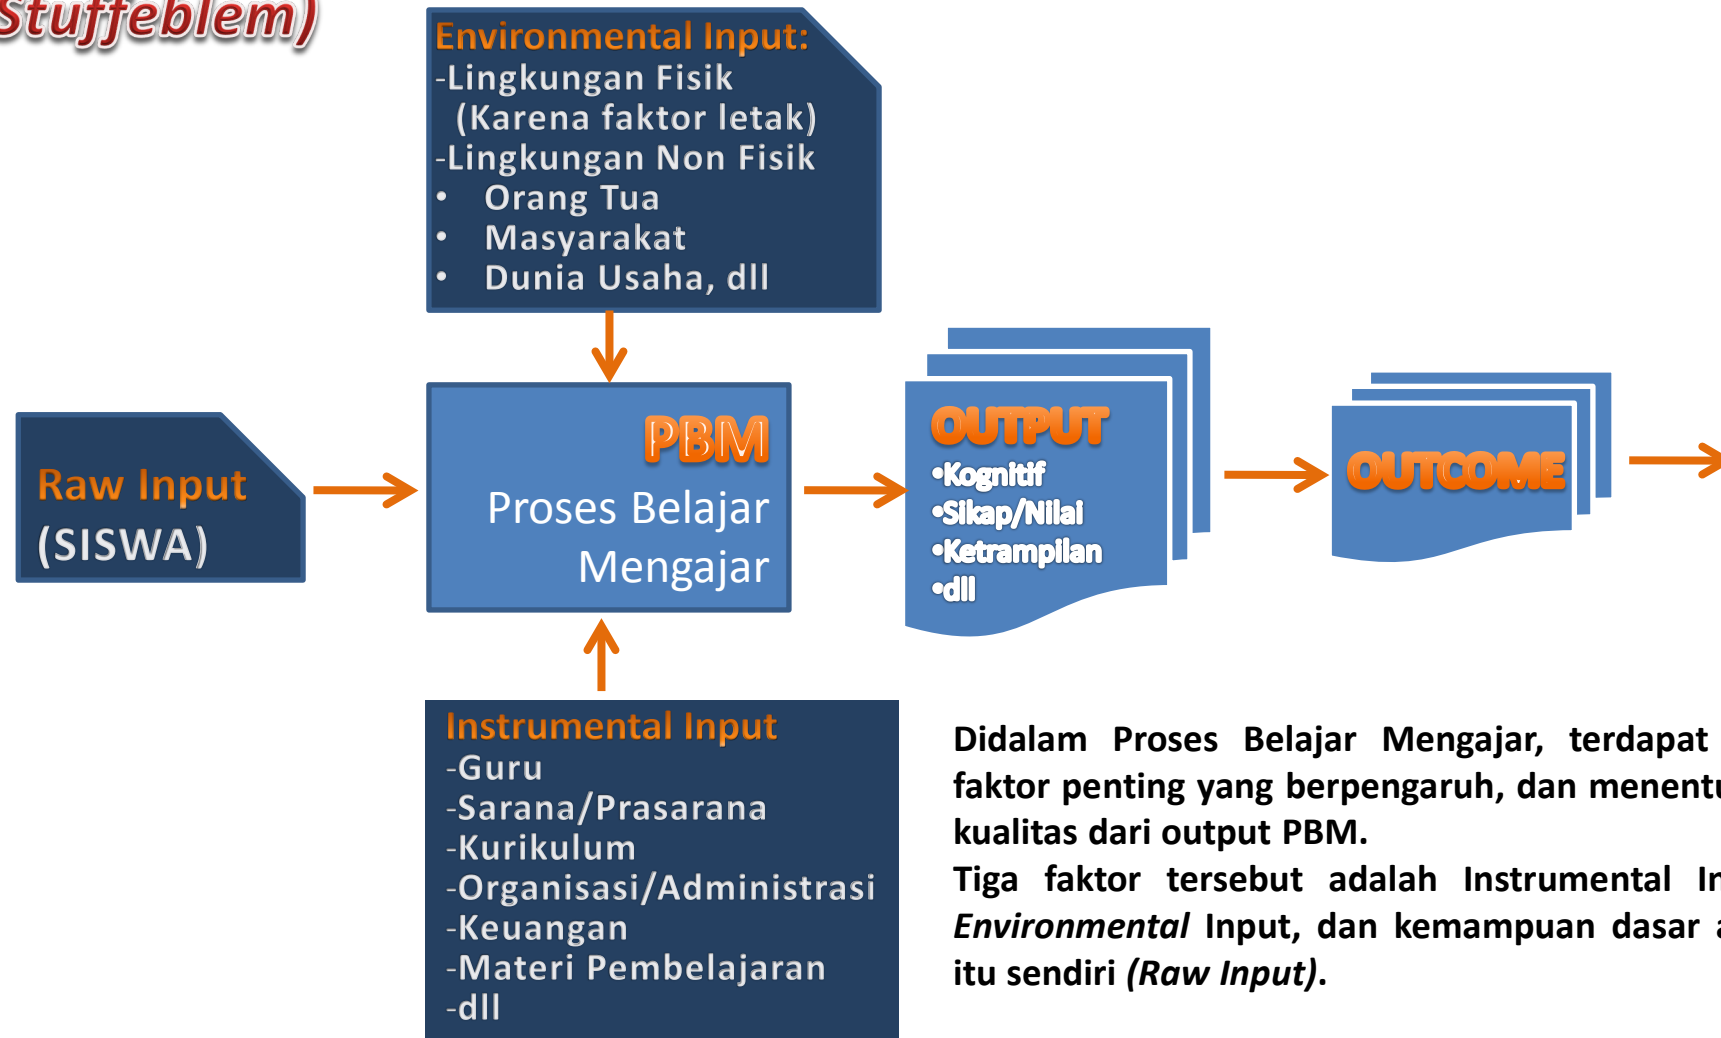 Stuffeblem)
Environmental Input:
-Lingkungan Fisik
(Karena faktor letak)
-Lingkungan Non Fisik
• Orang Tua
• Masyarakat
• Dunia Usaha, dll
Raw Input
(SISWA)
PBM
Proses Belajar
Mengajar
OUTPUT
•Kognitif
•Sikap/Nilai
•Ketrampilan
•dll
OUTCOME
Instrumental Input
-Guru
-Sarana/Prasarana
-Kurikulum
-Organisasi/Administrasi
-Keuangan
-Materi Pembelajaran
-dll
Didalam Proses Belajar Mengajar, terdapat
faktor penting yang berpengaruh, dan
kualitas dari output PBM.
Tiga faktor tersebut adalah Instrumental
Environmental Input, dan kemampuan dasar
itu sendiri (Raw Input).